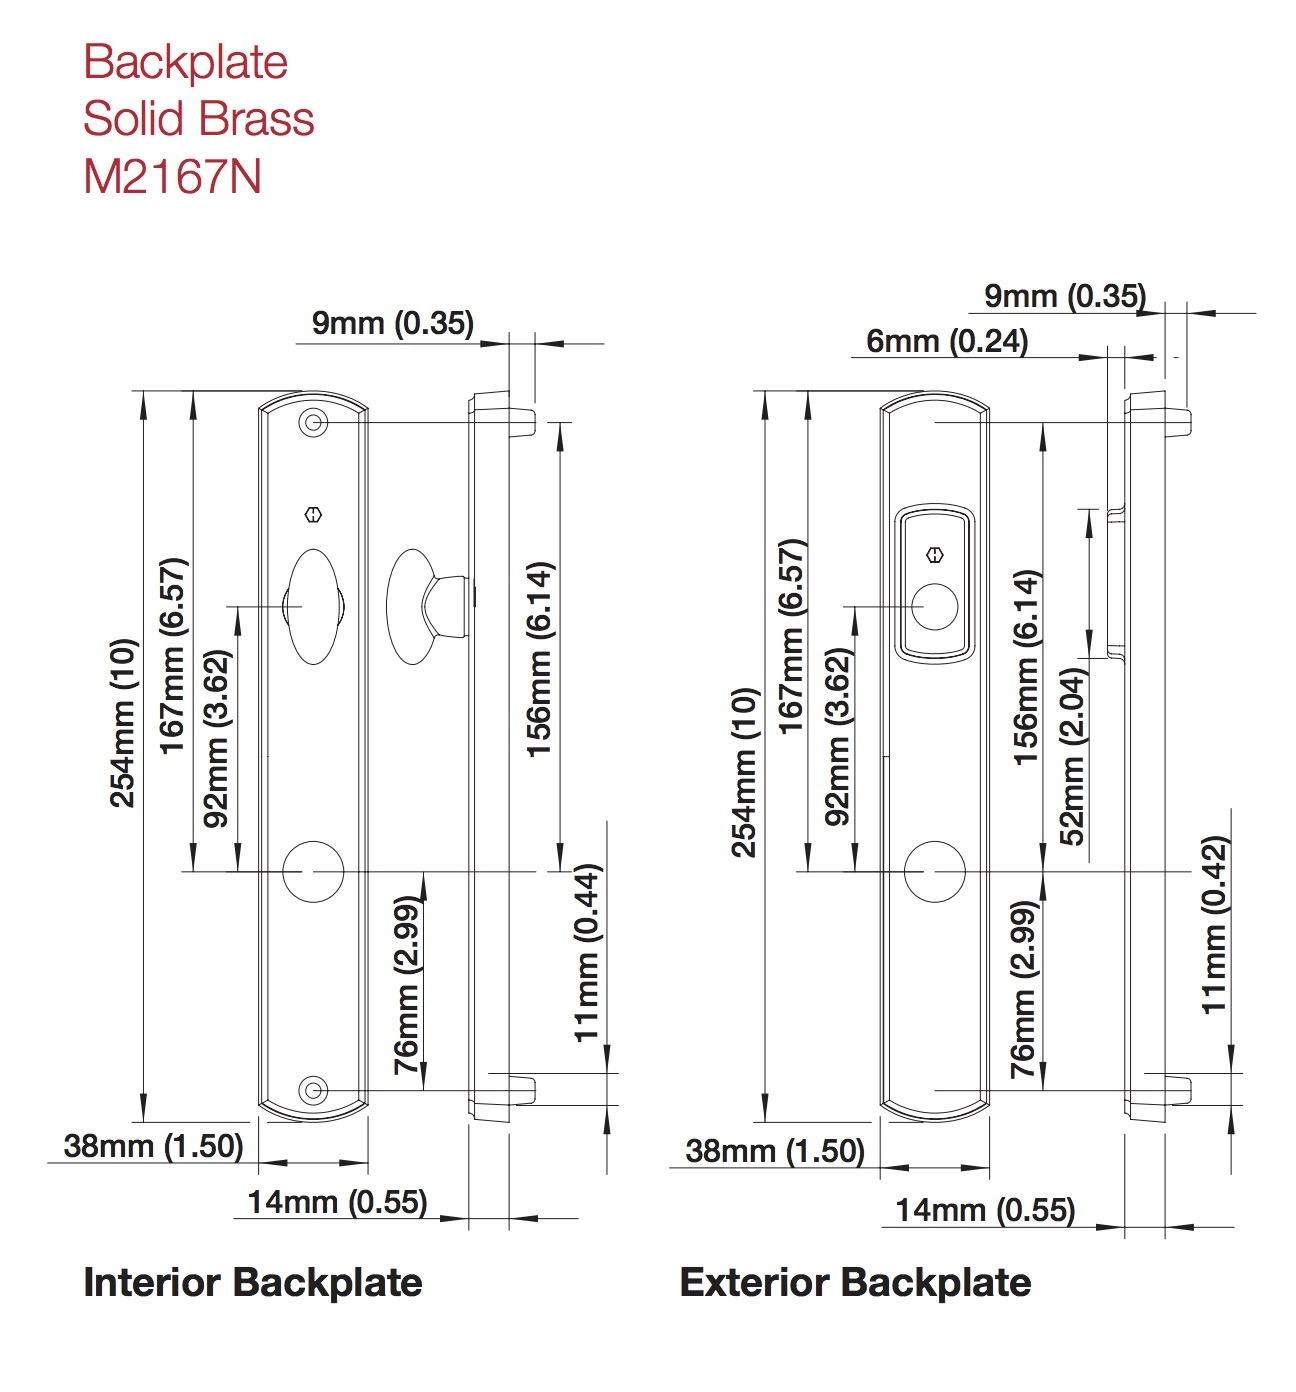 Backplate
Solid Brass
M2167N
9mm (0.35)
254mm (10)
167mm (6.57)
92mm (3.62)
156mm (6.14)
76mm (2.99)
11mm (0.44)
38mm (1.50)
14mm (0.55)
Interior Backplate
9mm (0.35)
6mm (0.24)
254mm (10)
167mm (6.57)
92mm (3.62)
156mm (6.14)
52mm (2.04)
76mm (2.99)
11mm (0.42)
38mm (1.50)
14mm (0.55)
Exterior Backplate